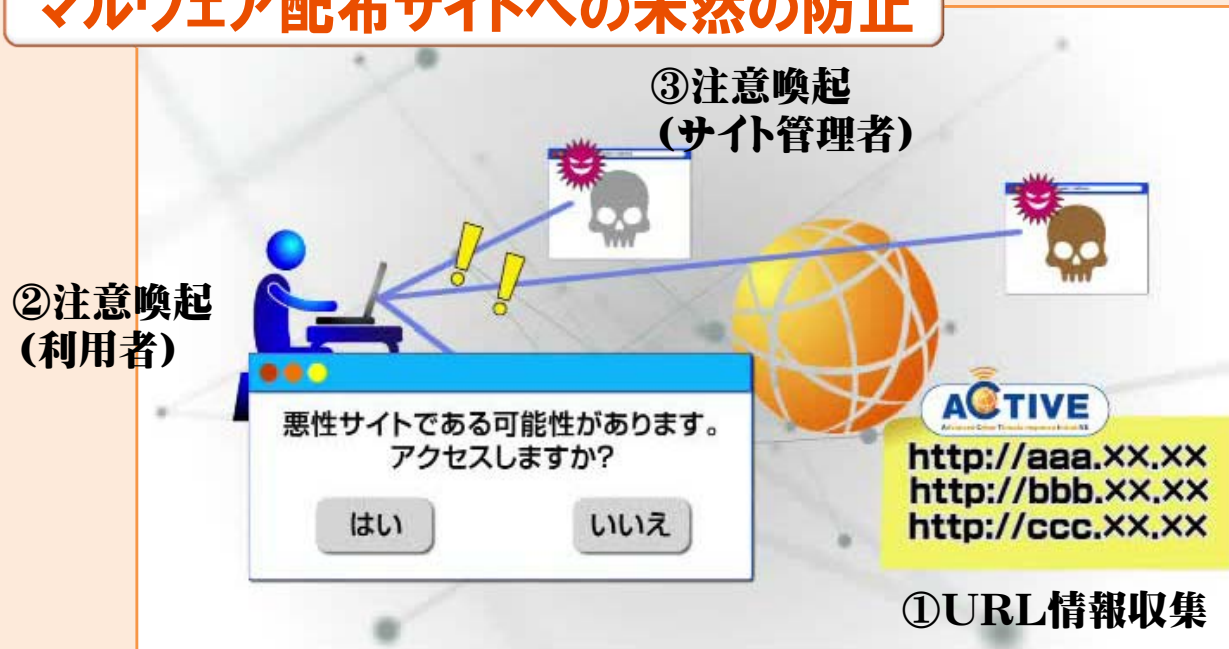 マルウェア配布サイトへの未然の防止
③注意喚起
(サイト管理者)
②注意喚起
(利用者)
悪性サイトである可能性があります。
アクセスしますか?
はい
いいえ
ACTIVE
http://aaa.××.××
http://bbb.××.××
http://ccc.××.××
①URL情報収集